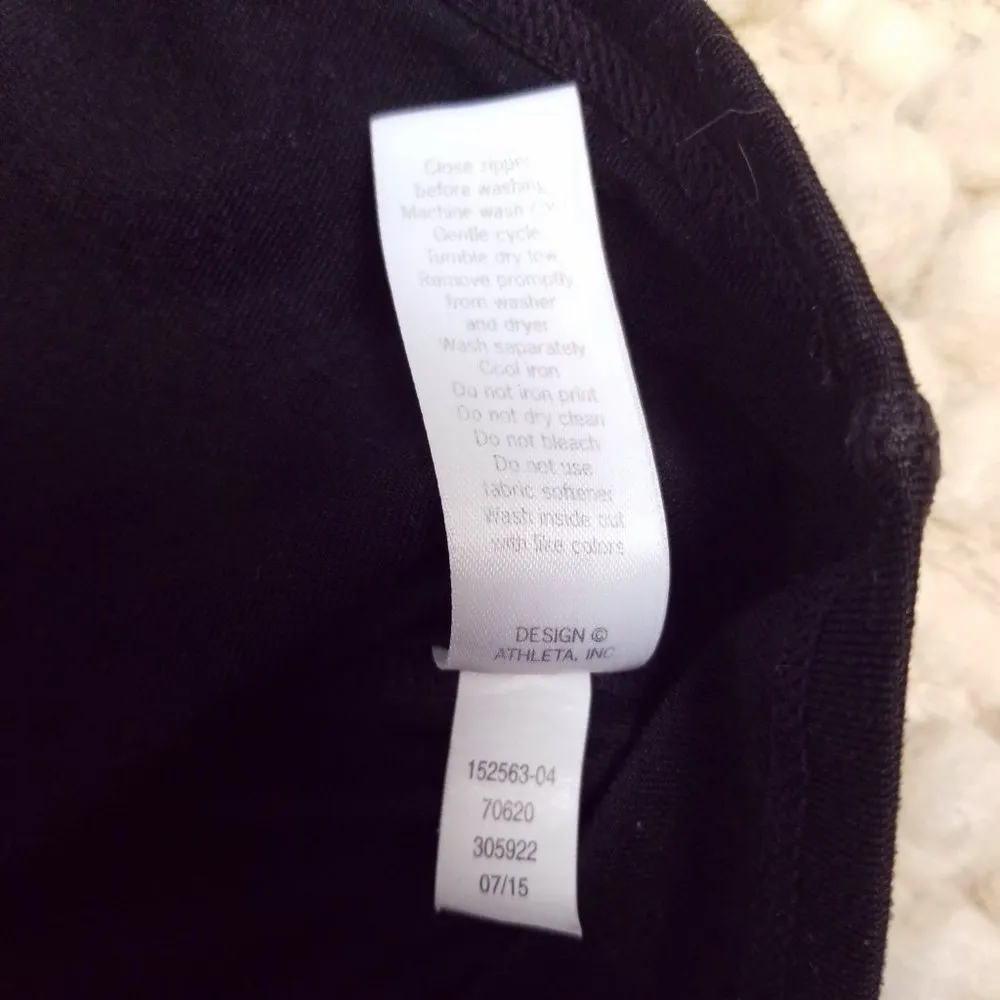 Close zipper
before washing
Machine wash
Gentle cycle
Tumble dry low
Remove promptly
from washer
and dryer
Wash separately
Cool iron
Do not iron print
Do not dry clean
Do not bleach
Do not use
fabric softener
Wash inside out
with like colors
DESIGN ©
ATHLETA, INC
152563-04
70620
305922
07/15